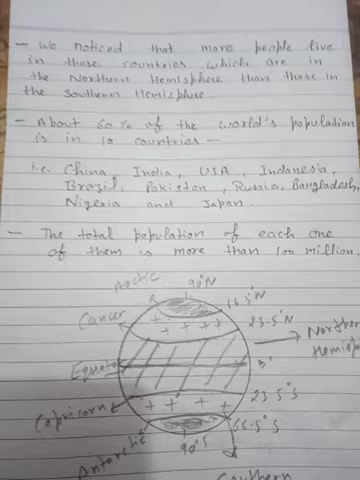 - We noticed that more people live
in these countries which are in
the Northern Hemisphere than those in
the Southern Hemisphere.
- About 60% of the world's population
is in 10 countries -
i.e. China, India, USA, Indonesia,
Brazil, Pakistan, Russia, Bangladesh,
Nigeria and Japan.
- The total population of each one
of them is more than 100 million.
Arctic 90°N
66.5°N
Cancer 23.5°N
Northern
Hemisp
Equator
Capricorn 23.5°S
66.5°S
Antarctic 90°S
Southern